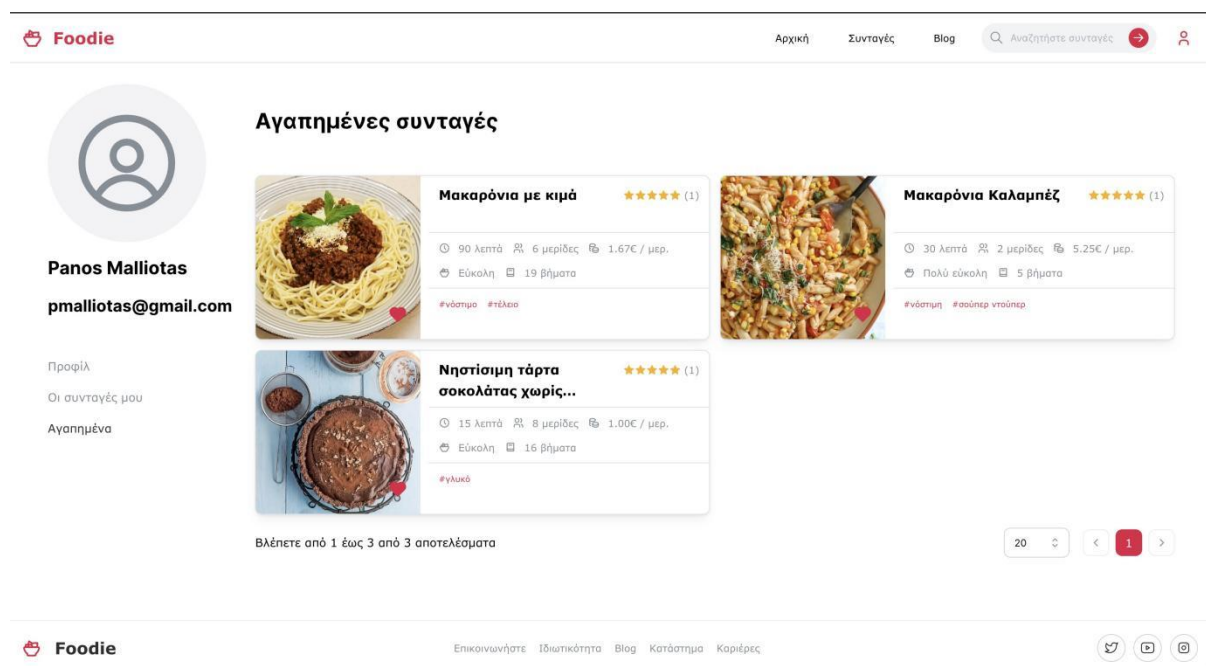 Foodie
Αρχική Συνταγές Blog Αναζητήστε συνταγές
Αγαπημένες συνταγές
Panos Malliotas
pmalliotas@gmail.com
Προφίλ
Οι συνταγές μου
Αγαπημένα
Μακαρόνια με κιμά (1)
90 λεπτά 6 μερίδες 1.67€ / μερ.
Εύκολη 19 βήματα
#νόστιμο #τέλειο
Μακαρόνια Καλαμπέζ (1)
30 λεπτά 2 μερίδες 5.25€ / μερ.
Πολύ εύκολη 5 βήματα
#νόστιμη #σούπερ ντούπερ
Νηστίσιμη τάρτα (1)
σοκολάτας χωρίς...
15 λεπτά 8 μερίδες 1.00€ / μερ.
Εύκολη 16 βήματα
#γλυκό
Βλέπετε από 1 έως 3 από 3 αποτελέσματα
20 1
Foodie
Επικοινωνήστε Ιδιωτικότητα Blog Κατάστημα Καριέρες